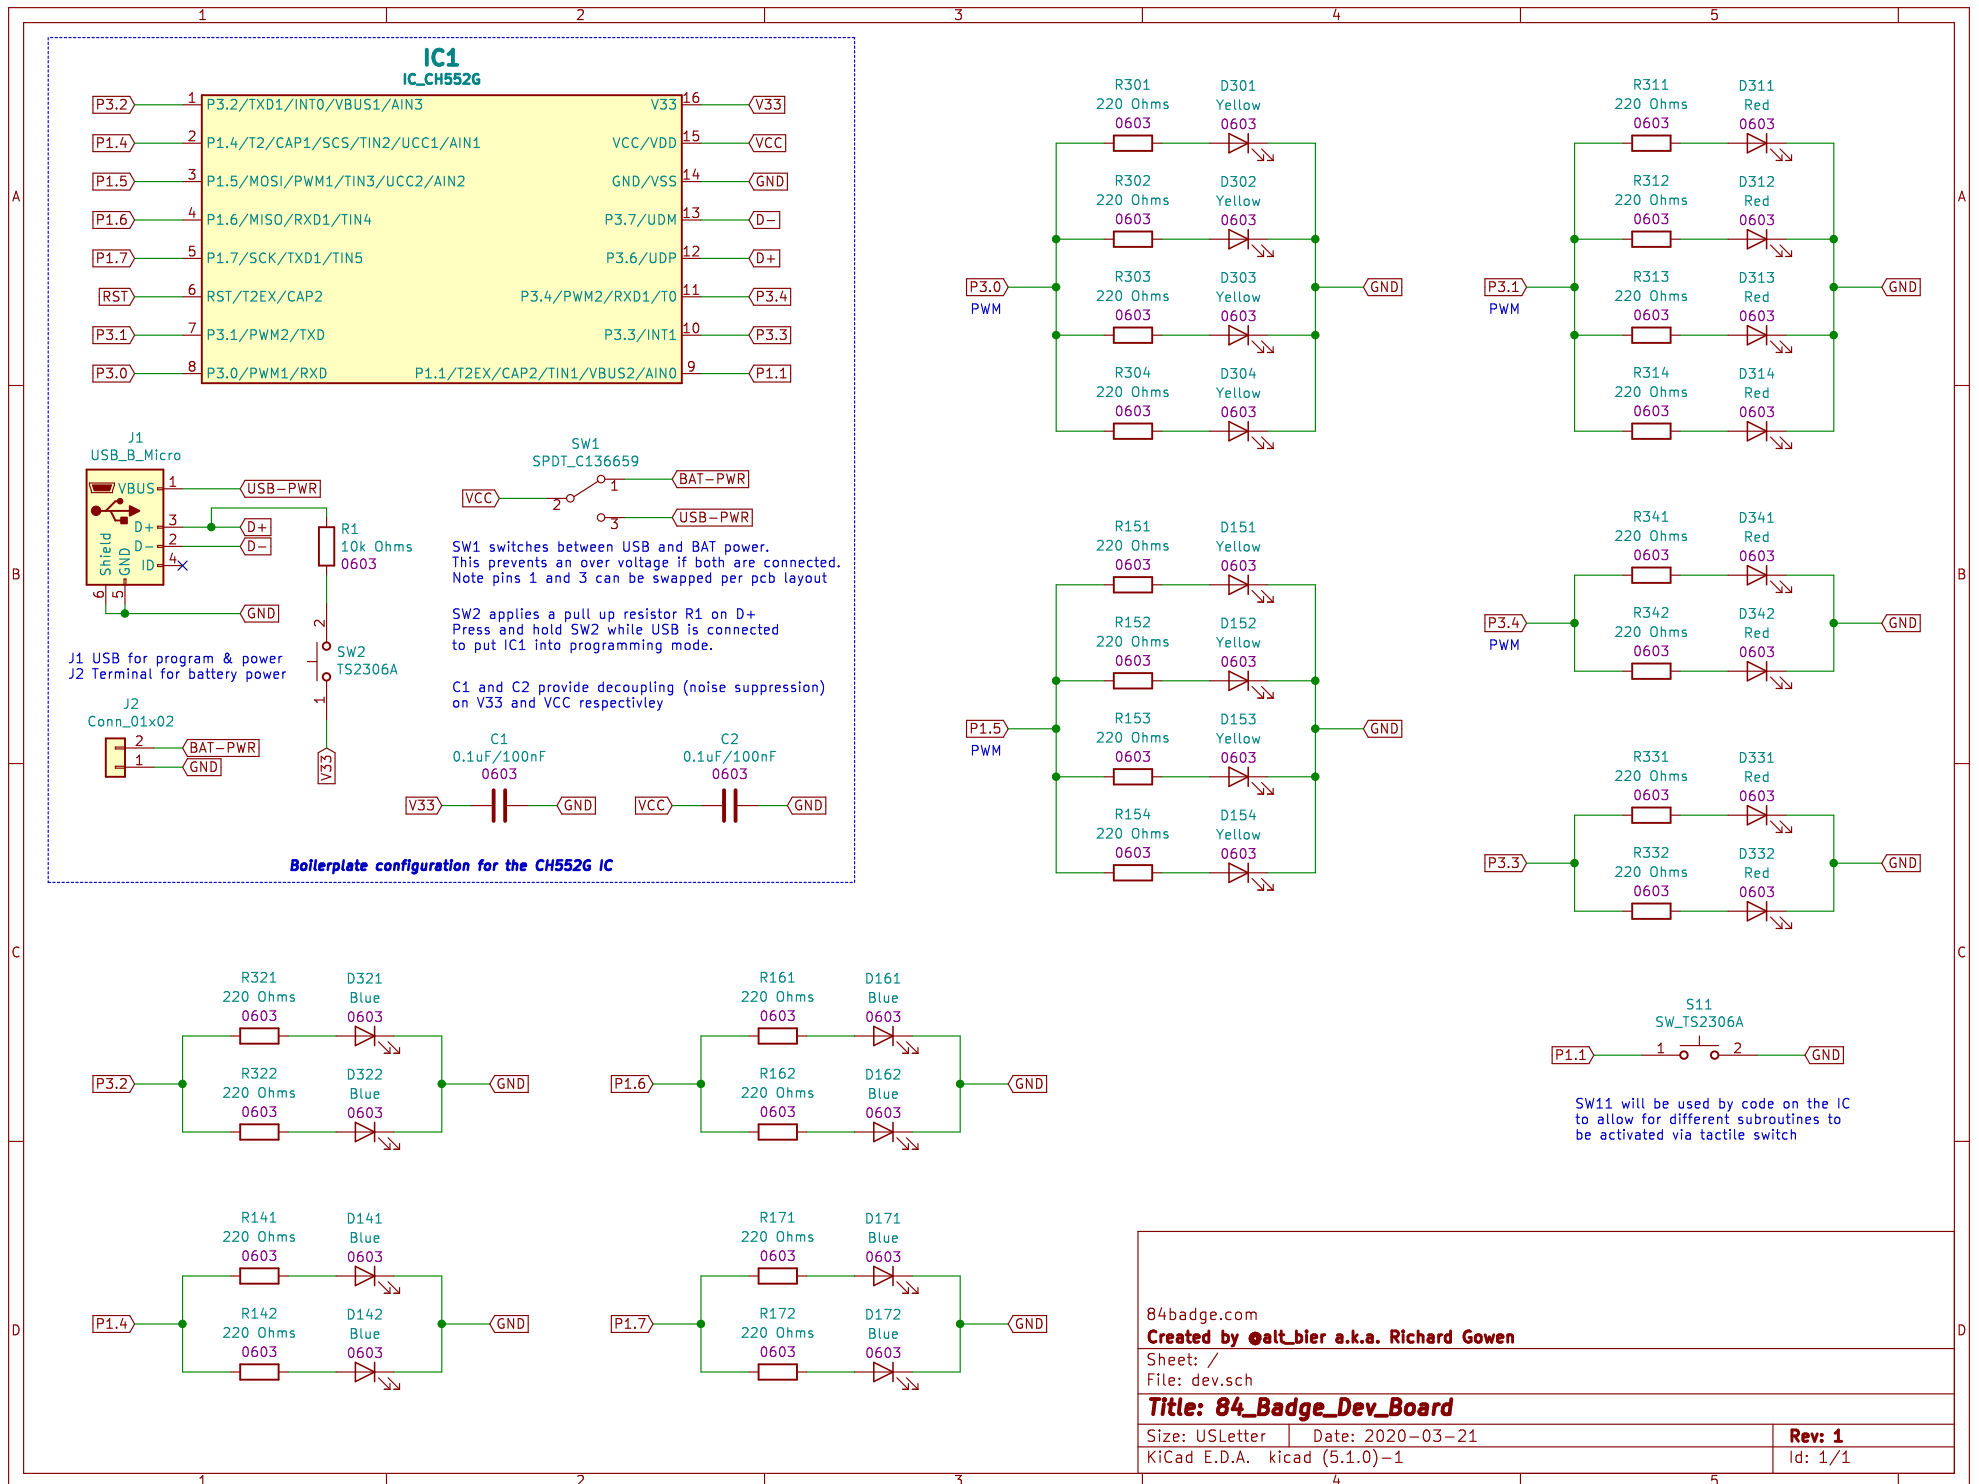 1 2 3 4 5
A
B
C
D
A
B
C
D
1 2 3 4 5
IC1
IC_CH552G
P3.2 1 P3.2/TXD1/INT0/VBUS1/AIN3
P1.4 2 P1.4/T2/CAP1/SCS/TIN2/UCC1/AIN1
P1.5 3 P1.5/MOSI/PWM1/TIN3/UCC2/AIN2
P1.6 4 P1.6/MISO/RXD1/TIN4
P1.7 5 P1.7/SCK/TXD1/TIN5
RST 6 RST/T2EX/CAP2
P3.1 7 P3.1/PWM2/TXD
P3.0 8 P3.0/PWM1/RXD
V33 16 V33
VCC/VDD 15 VCC
GND/VSS 14 GND
P3.7/UDM 13 D-
P3.6/UDP 12 D+
P3.4/PWM2/RXD1/T0 11 P3.4
P3.3/INT1 10 P3.3
P1.1/T2EX/CAP2/TIN1/VBUS2/AIN0 9 P1.1
J1
USB_B_Micro
VBUS 1 USB-PWR
D+ 3 D+
D- 2 D-
ID 4
Shield 6
GND 5
GND
R1
10k Ohms
0603
2
SW2
TS2306A
1
V33
J1 USB for program & power
J2 Terminal for battery power
J2
Conn_01x02
2 BAT-PWR
1 GND
SW1
SPDT_C136659
VCC 2
1 BAT-PWR
3 USB-PWR
SW1 switches between USB and BAT power.
This prevents an over voltage if both are connected.
Note pins 1 and 3 can be swapped per pcb layout
SW2 applies a pull up resistor R1 on D+
Press and hold SW2 while USB is connected
to put IC1 into programming mode.
C1 and C2 provide decoupling (noise suppression)
on V33 and VCC respectivley
C1
0.1uF/100nF
0603
V33 GND
C2
0.1uF/100nF
0603
VCC GND
Boilerplate configuration for the CH552G IC
R301 D301
220 Ohms Yellow
0603 0603
R302 D302
220 Ohms Yellow
0603 0603
R303 D303
220 Ohms Yellow
0603 0603
P3.0 GND
PWM
R304 D304
220 Ohms Yellow
0603 0603
R311 D311
220 Ohms Red
0603 0603
R312 D312
220 Ohms Red
0603 0603
R313 D313
220 Ohms Red
0603 0603
P3.1 GND
PWM
R314 D314
220 Ohms Red
0603 0603
R151 D151
220 Ohms Yellow
0603 0603
R152 D152
220 Ohms Yellow
0603 0603
R153 D153
220 Ohms Yellow
0603 0603
P1.5 GND
PWM
R154 D154
220 Ohms Yellow
0603 0603
R341 D341
220 Ohms Red
0603 0603
P3.4 GND
PWM
R342 D342
220 Ohms Red
0603 0603
R331 D331
220 Ohms Red
0603 0603
P3.3 GND
R332 D332
220 Ohms Red
0603 0603
R321 D321
220 Ohms Blue
0603 0603
P3.2 GND
R322 D322
220 Ohms Blue
0603 0603
R161 D161
220 Ohms Blue
0603 0603
P1.6 GND
R162 D162
220 Ohms Blue
0603 0603
R141 D141
220 Ohms Blue
0603 0603
P1.4 GND
R142 D142
220 Ohms Blue
0603 0603
R171 D171
220 Ohms Blue
0603 0603
P1.7 GND
R172 D172
220 Ohms Blue
0603 0603
S11
SW_TS2306A
P1.1 1 2 GND
SW11 will be used by code on the IC
to allow for different subroutines to
be activated via tactile switch
84badge.com
Created by @alt_bier a.k.a. Richard Gowen
Sheet: /
File: dev.sch
Title: 84_Badge_Dev_Board
Size: USLetter Date: 2020-03-21 Rev: 1
KiCad E.D.A. kicad (5.1.0)-1 Id: 1/1